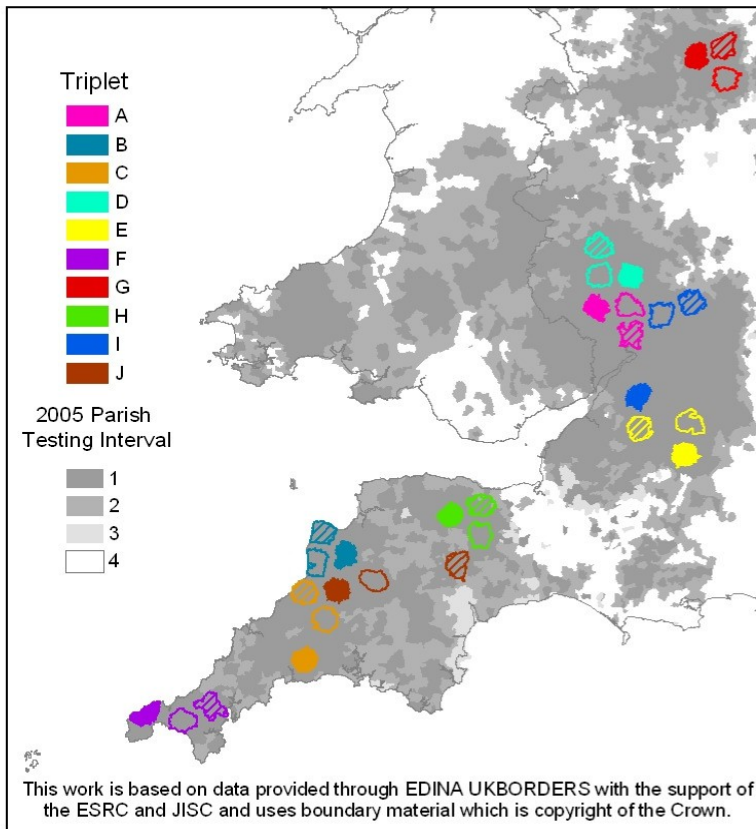 Triplet
A
B
C
D
E
F
G
H
I
J
2005 Parish
Testing Interval
1
2
3
4
This work is based on data provided through EDINA UKBORDERS with the support of
the ESRC and JISC and uses boundary material which is copyright of the Crown.